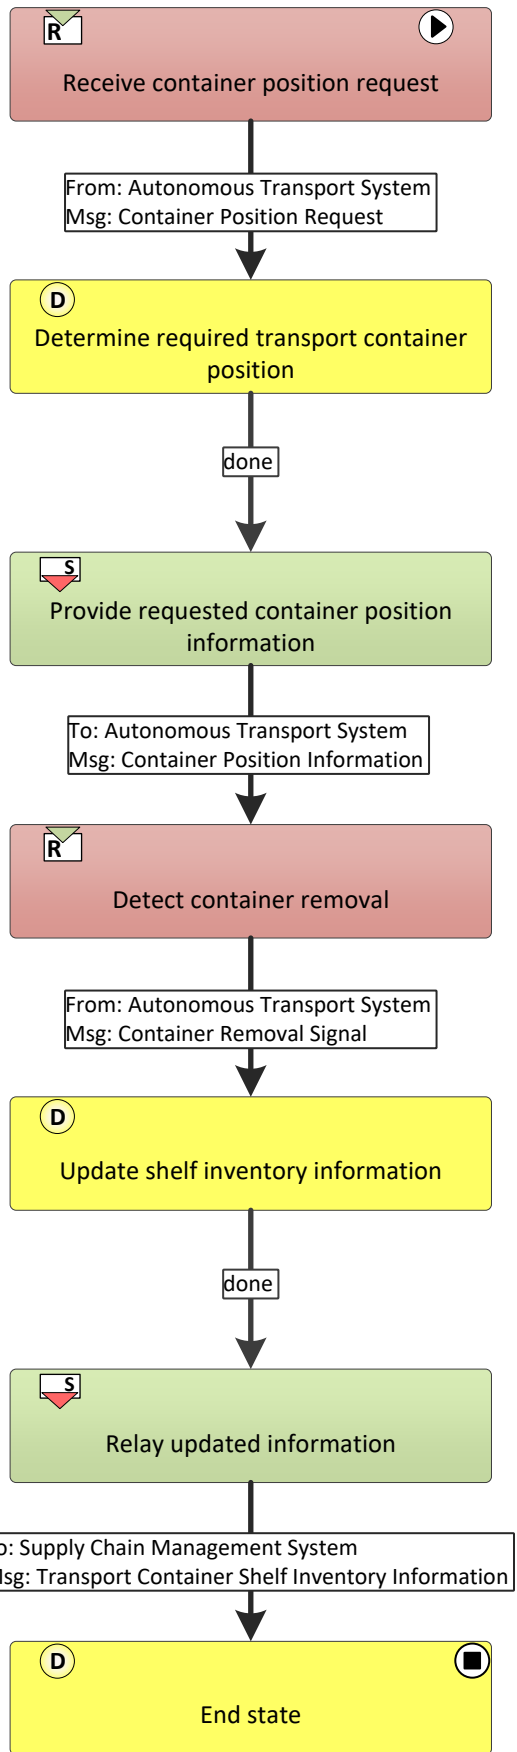 R
Receive container position request
From: Autonomous Transport System
Msg: Container Position Request
D
Determine required transport container
position
done
S
Provide requested container position
information
To: Autonomous Transport System
Msg: Container Position Information
R
Detect container removal
From: Autonomous Transport System
Msg: Container Removal Signal
D
Update shelf inventory information
done
S
Relay updated information
o: Supply Chain Management System
sg: Transport Container Shelf Inventory Information
D
End state